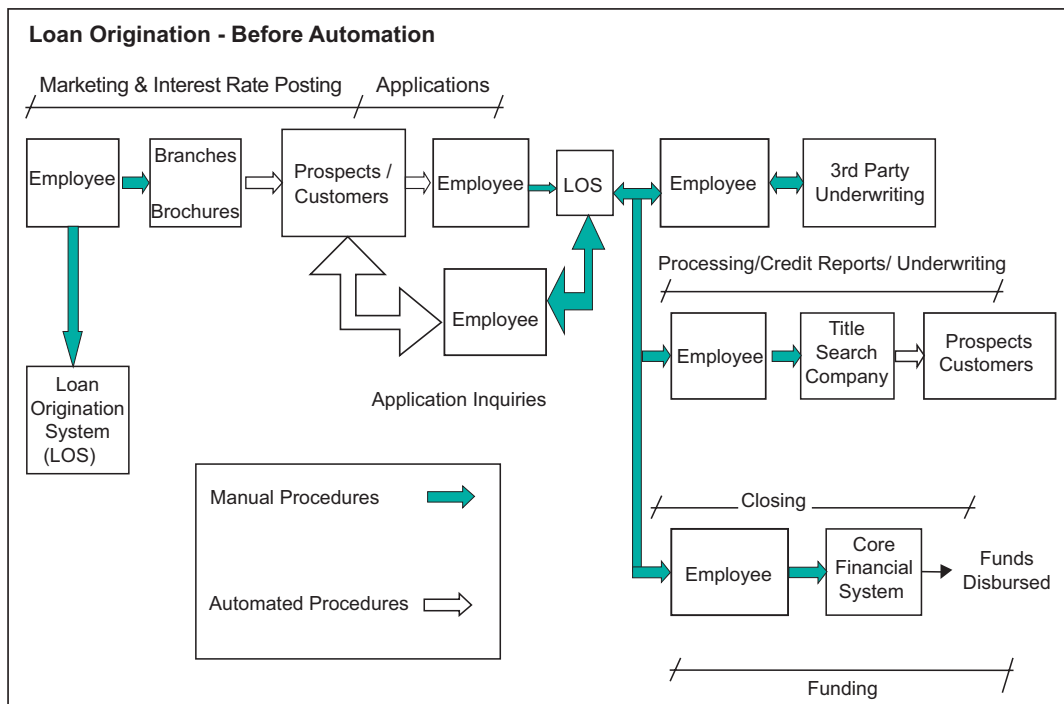 Loan Origination - Before Automation
Marketing & Interest Rate Posting
Applications
Employee
Branches
Brochures
Prospects /
Customers
Employee
LOS
Employee
3rd Party
Underwriting
Employee
Application Inquiries
Processing/Credit Reports/ Underwriting
Employee
Title
Search
Company
Prospects
Customers
Loan
Origination
System
(LOS)
Manual Procedures
Automated Procedures
Closing
Employee
Core
Financial
System
Funds
Disbursed
Funding